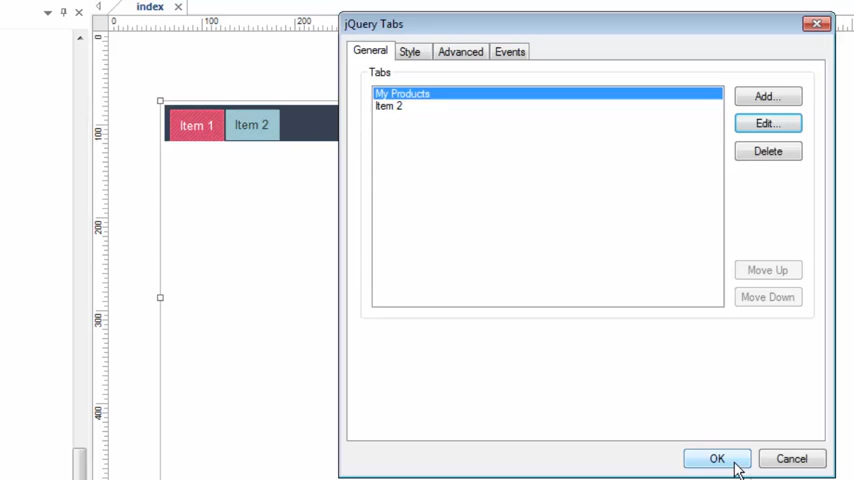 index
jQuery Tabs
0 100 200
General Style Advanced Events
Tabs
My Products
Item 2
Add...
Edit...
Delete
Move Up
Move Down
Item 1 Item 2
0
100
200
300
400
OK Cancel